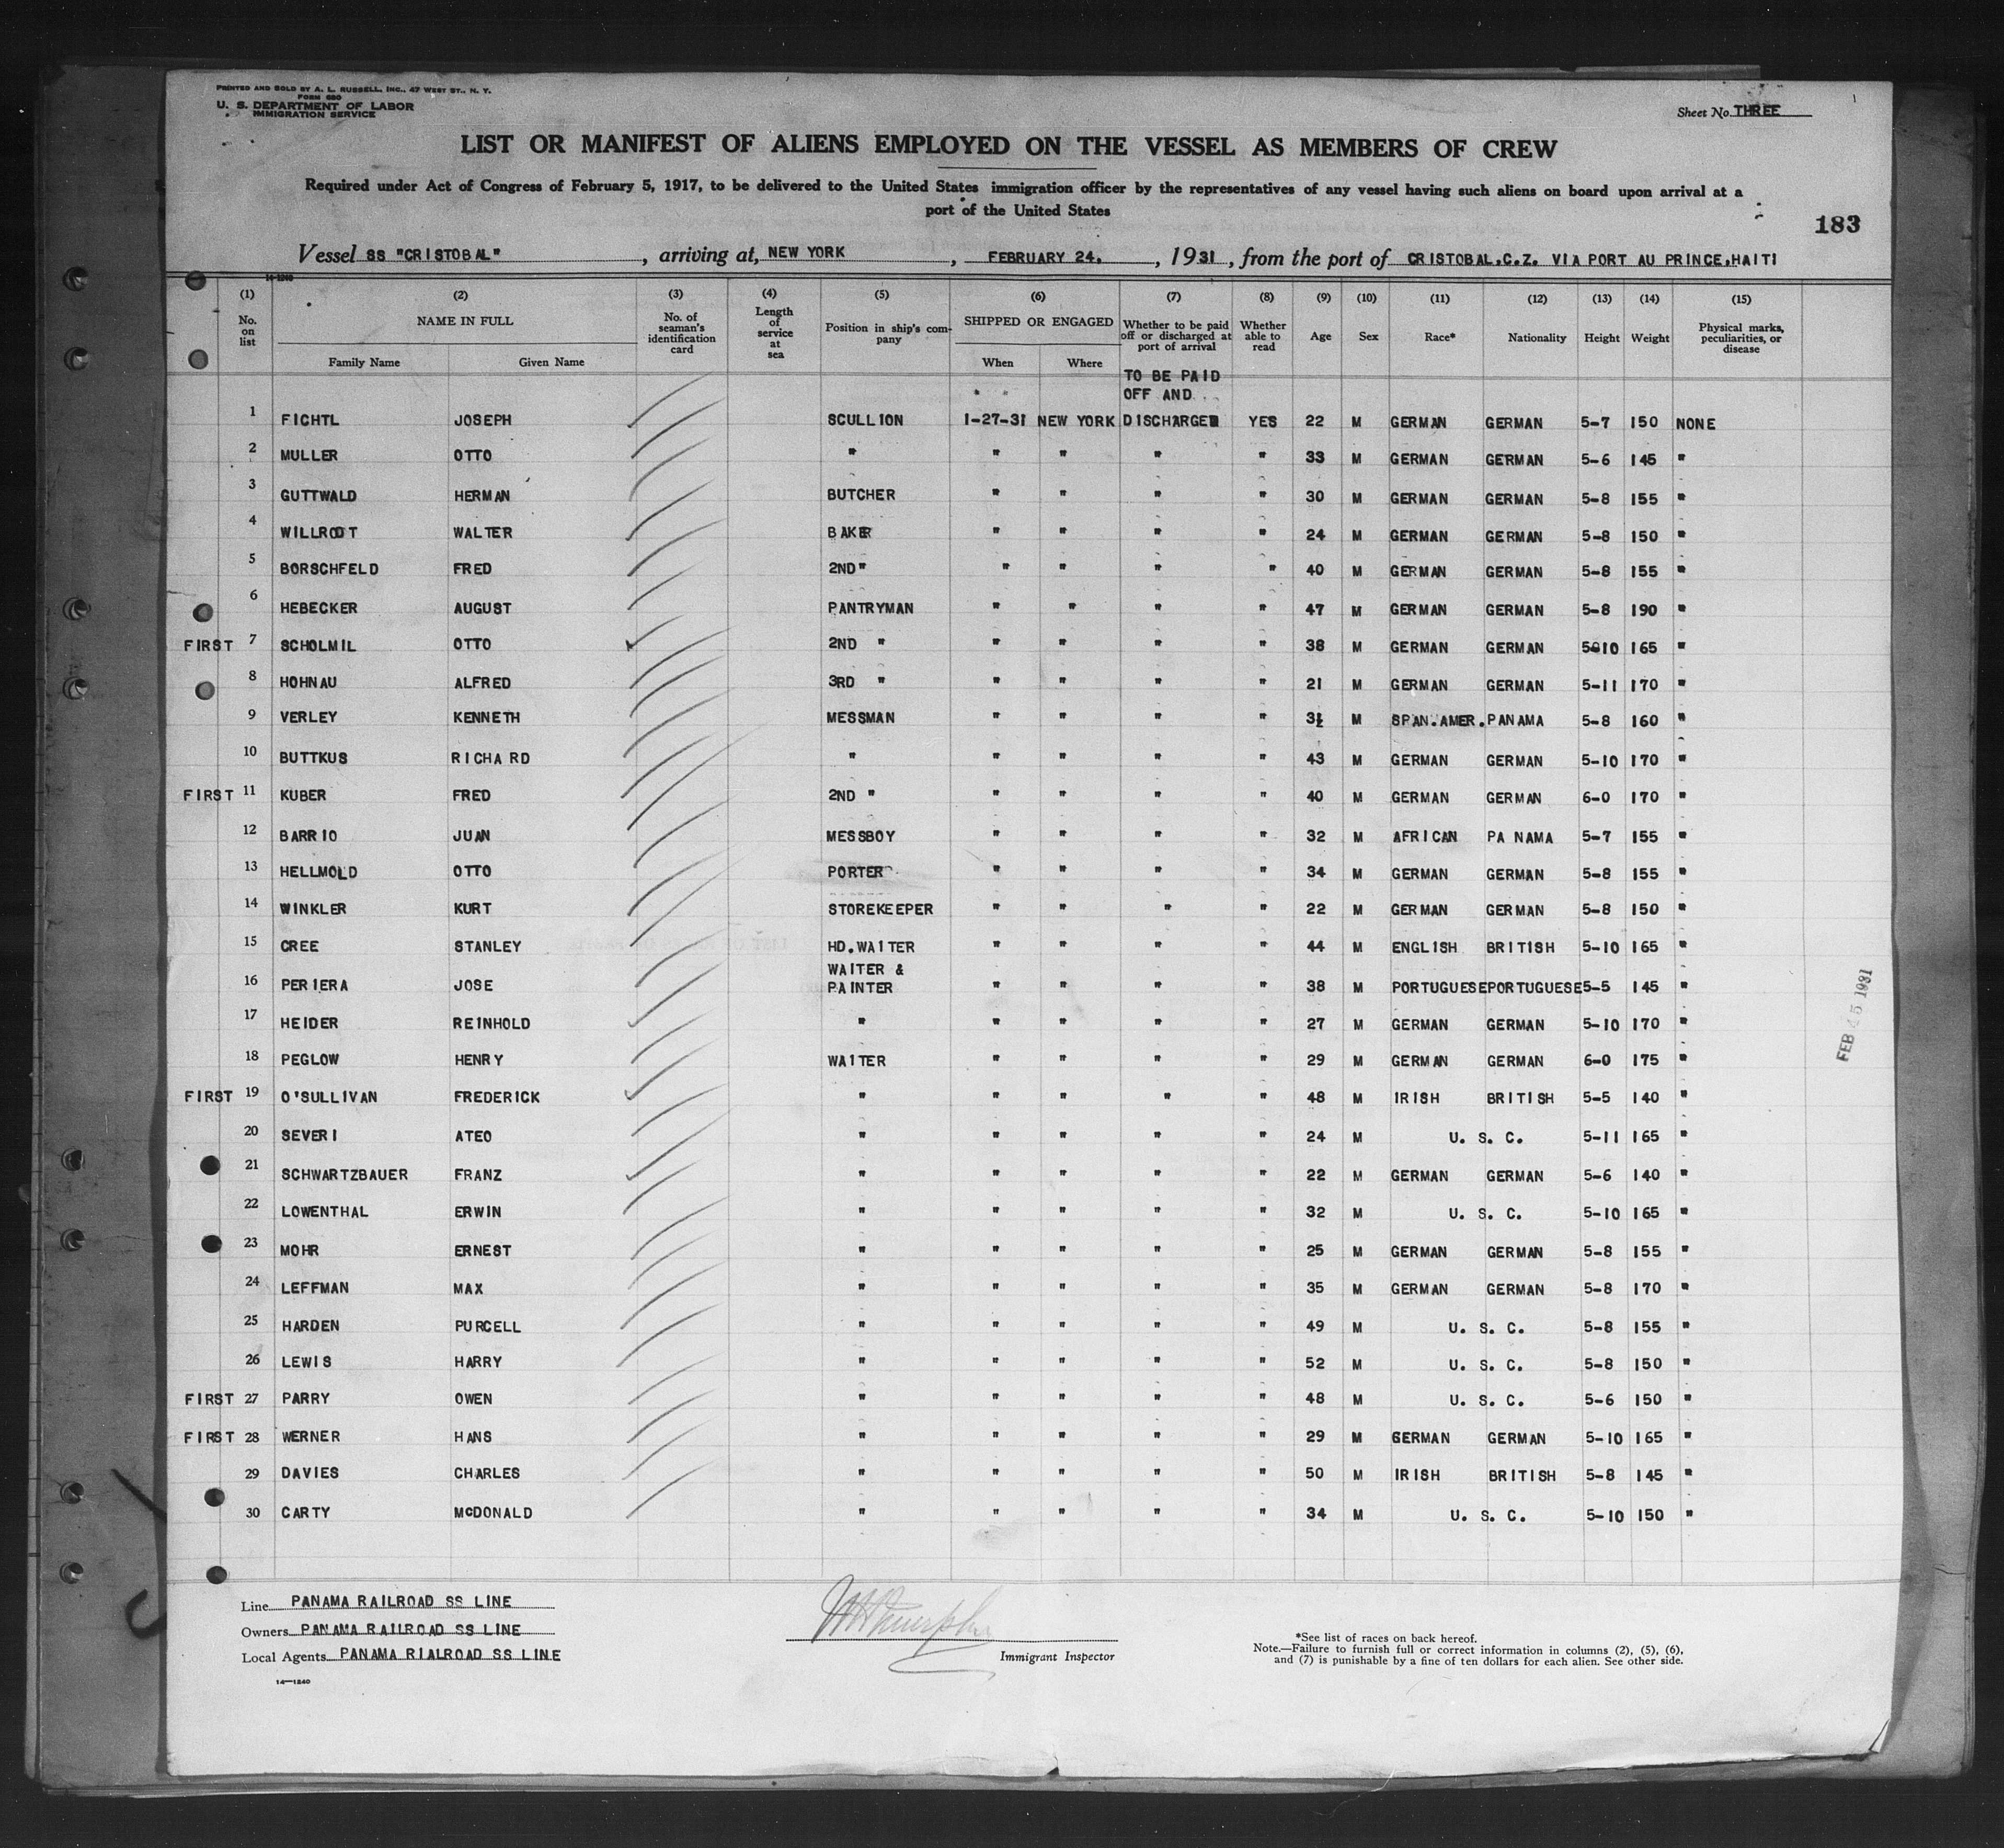 PRINTED AND SOLD BY A. L. RUSSELL, INC., 47 WEST ST., N. Y.
FORM 680
U. S. DEPARTMENT OF LABOR
IMMIGRATION SERVICE
Sheet No. THREE
LIST OR MANIFEST OF ALIENS EMPLOYED ON THE VESSEL AS MEMBERS OF CREW
Required under Act of Congress of February 5, 1917, to be delivered to the United States immigration officer by the representatives of any vessel having such aliens on board upon arrival at a
port of the United States
183
Vessel SS "CRISTOBAL", arriving at, NEW YORK, FEBRUARY 24., 1931, from the port of CRISTOBAL,C.Z. VIA PORT AU PRINCE,HAITI
14-1240
(1) (2) (3) (4) (5) (6) (7) (8) (9) (10) (11) (12) (13) (14) (15)
No. on list NAME IN FULL Family Name Given Name No. of seaman's identification card Length of service at sea Position in ship's company SHIPPED OR ENGAGED When Where Whether to be paid off or discharged at port of arrival Whether able to read Age Sex Race* Nationality Height Weight Physical marks, peculiarities, or disease
TO BE PAID
OFF AND
1 FICHTL JOSEPH SCULLION 1-27-31 NEW YORK DISCHARGED YES 22 M GERMAN GERMAN 5-7 150 NONE
2 MULLER OTTO " " " " " 33 M GERMAN GERMAN 5-6 145 "
3 GUTTWALD HERMAN BUTCHER " " " " 30 M GERMAN GERMAN 5-8 155 "
4 WILLROOT WALTER BAKER " " " " 24 M GERMAN GERMAN 5-8 150 "
5 BORSCHFELD FRED 2ND " " " " " 40 M GERMAN GERMAN 5-8 155 "
6 HEBECKER AUGUST PANTRYMAN " " " " 47 M GERMAN GERMAN 5-8 190 "
FIRST 7 SCHOLMIL OTTO 2ND " " " " " 38 M GERMAN GERMAN 5-10 165 "
8 HOHNAU ALFRED 3RD " " " " " 21 M GERMAN GERMAN 5-11 170 "
9 VERLEY KENNETH MESSMAN " " " " 31 M SPAN.AMER. PANAMA 5-8 160 "
10 BUTTKUS RICHARD " " " " " 43 M GERMAN GERMAN 5-10 170 "
FIRST 11 KUBER FRED 2ND " " " " " 40 M GERMAN GERMAN 6-0 170 "
12 BARRIO JUAN MESSBOY " " " " 32 M AFRICAN PANAMA 5-7 155 "
13 HELLMOLD OTTO PORTER " " " " 34 M GERMAN GERMAN 5-8 155 "
14 WINKLER KURT STOREKEEPER " " " " 22 M GERMAN GERMAN 5-8 150 "
15 CREE STANLEY HD.WAITER " " " " 44 M ENGLISH BRITISH 5-10 165 "
WAITER &
16 PERIERA JOSE PAINTER " " " " 38 M PORTUGUESE PORTUGUESE 5-5 145 "
17 HEIDER REINHOLD " " " " " 27 M GERMAN GERMAN 5-10 170 "
18 PEGLOW HENRY WAITER " " " " 29 M GERMAN GERMAN 6-0 175 "
FIRST 19 O'SULLIVAN FREDERICK " " " " " 48 M IRISH BRITISH 5-5 140 "
20 SEVERI ATEO " " " " " 24 M U. S. C. 5-11 165 "
21 SCHWARTZBAUER FRANZ " " " " " 22 M GERMAN GERMAN 5-6 140 "
22 LOWENTHAL ERWIN " " " " " 32 M U. S. C. 5-10 165 "
23 MOHR ERNEST " " " " " 25 M GERMAN GERMAN 5-8 155 "
24 LEFFMAN MAX " " " " " 35 M GERMAN GERMAN 5-8 170 "
25 HARDEN PURCELL " " " " " 49 M U. S. C. 5-8 155 "
26 LEWIS HARRY " " " " " 52 M U. S. C. 5-8 150 "
FIRST 27 PARRY OWEN " " " " " 48 M U. S. C. 5-6 150 "
FIRST 28 WERNER HANS " " " " " 29 M GERMAN GERMAN 5-10 165 "
29 DAVIES CHARLES " " " " " 50 M IRISH BRITISH 5-8 145 "
30 CARTY McDONALD " " " " " 34 M U. S. C. 5-10 150 "
FEB 1931
Line PANAMA RAILROAD SS LINE
Owners PANAMA RAILROAD SS LINE
Local Agents PANAMA RIALROAD SS LINE
14-1240
Immigrant Inspector
*See list of races on back hereof.
Note.—Failure to furnish full or correct information in columns (2), (5), (6),
and (7) is punishable by a fine of ten dollars for each alien. See other side.